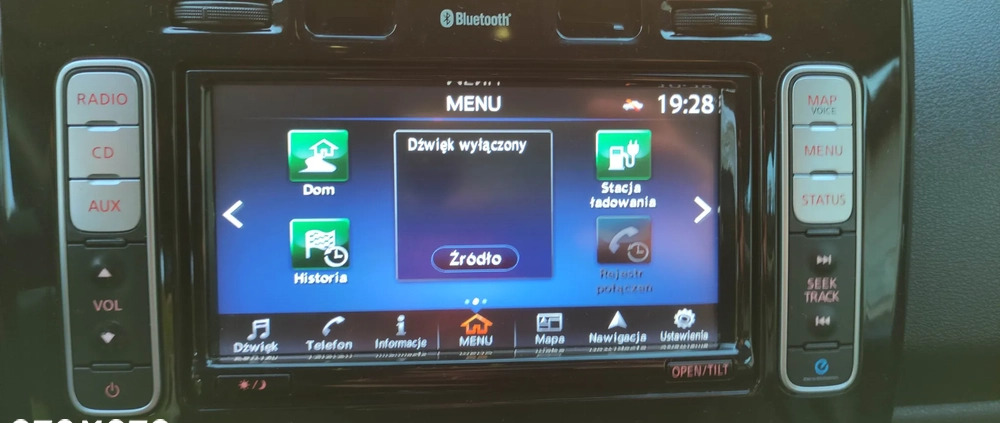 Bluetooth
RADIO
CD
AUX
VOL
MENU
19:28
Dom
Dźwięk wyłączony
Źródło
Stacja
ładowania
Historia
Rejestr
połączeń
Dźwięk
Telefon
Informacje
MENU
Mapa
Nawigacja
Ustawienia
OPEN/TILT
MAP
VOICE
MENU
STATUS
SEEK
TRACK